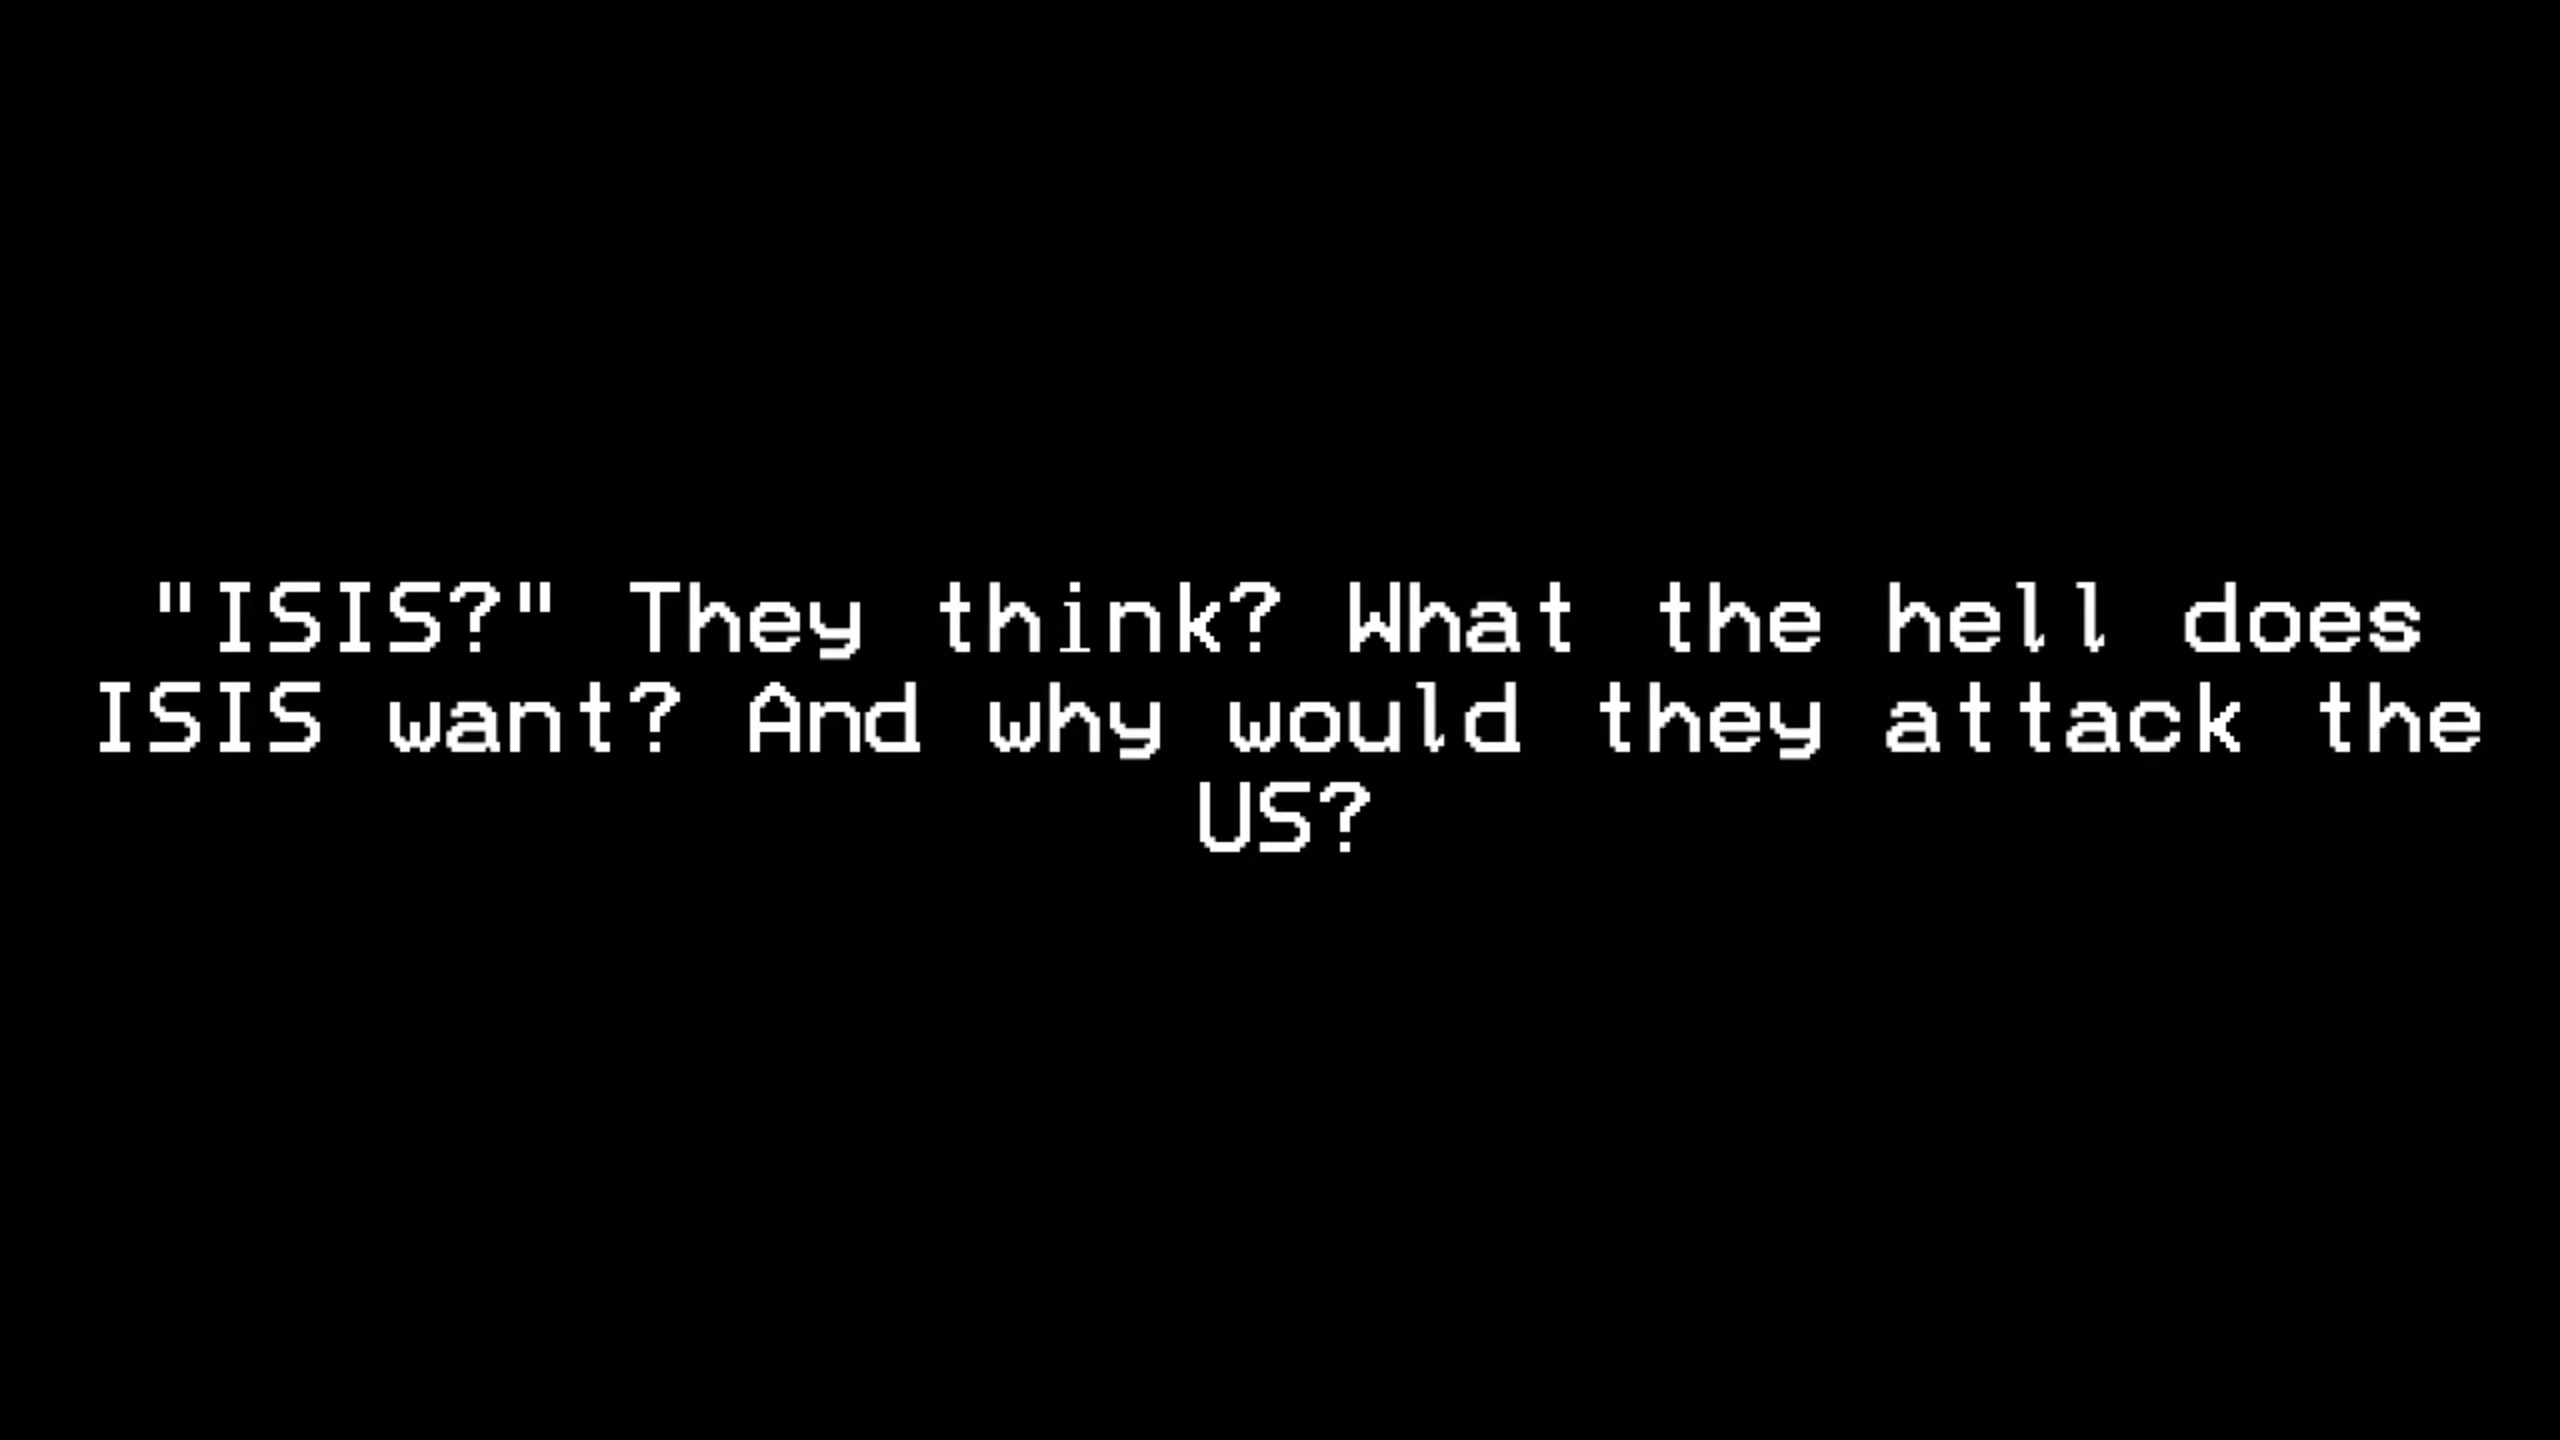 "ISIS?" They think? What the hell does
ISIS want? And why would they attack the
US?